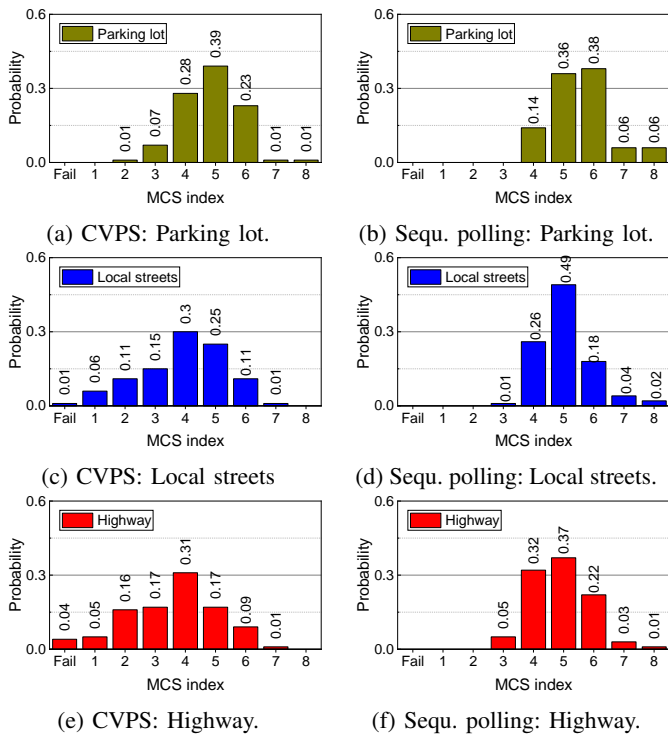 0.6
Parking lot
0.01
0.07
0.28
0.39
0.23
0.01
0.01
Probability
0.3
0.0
Fail 1 2 3 4 5 6 7 8
MCS index
(a) CVPS: Parking lot.
0.6
Parking lot
0.14
0.36
0.38
0.06
0.06
Probability
0.3
0.0
Fail 1 2 3 4 5 6 7 8
MCS index
(b) Sequ. polling: Parking lot.
0.6
Local streets
0.01
0.06
0.11
0.15
0.3
0.25
0.11
0.01
Probability
0.3
0.0
Fail 1 2 3 4 5 6 7 8
MCS index
(c) CVPS: Local streets
0.6
Local streets
0.01
0.26
0.49
0.18
0.04
0.02
Probability
0.3
0.0
Fail 1 2 3 4 5 6 7 8
MCS index
(d) Sequ. polling: Local streets.
0.6
Highway
0.04
0.05
0.16
0.17
0.31
0.17
0.09
0.01
Probability
0.3
0.0
Fail 1 2 3 4 5 6 7 8
MCS index
(e) CVPS: Highway.
0.6
Highway
0.05
0.32
0.37
0.22
0.03
0.01
Probability
0.3
0.0
Fail 1 2 3 4 5 6 7 8
MCS index
(f) Sequ. polling: Highway.